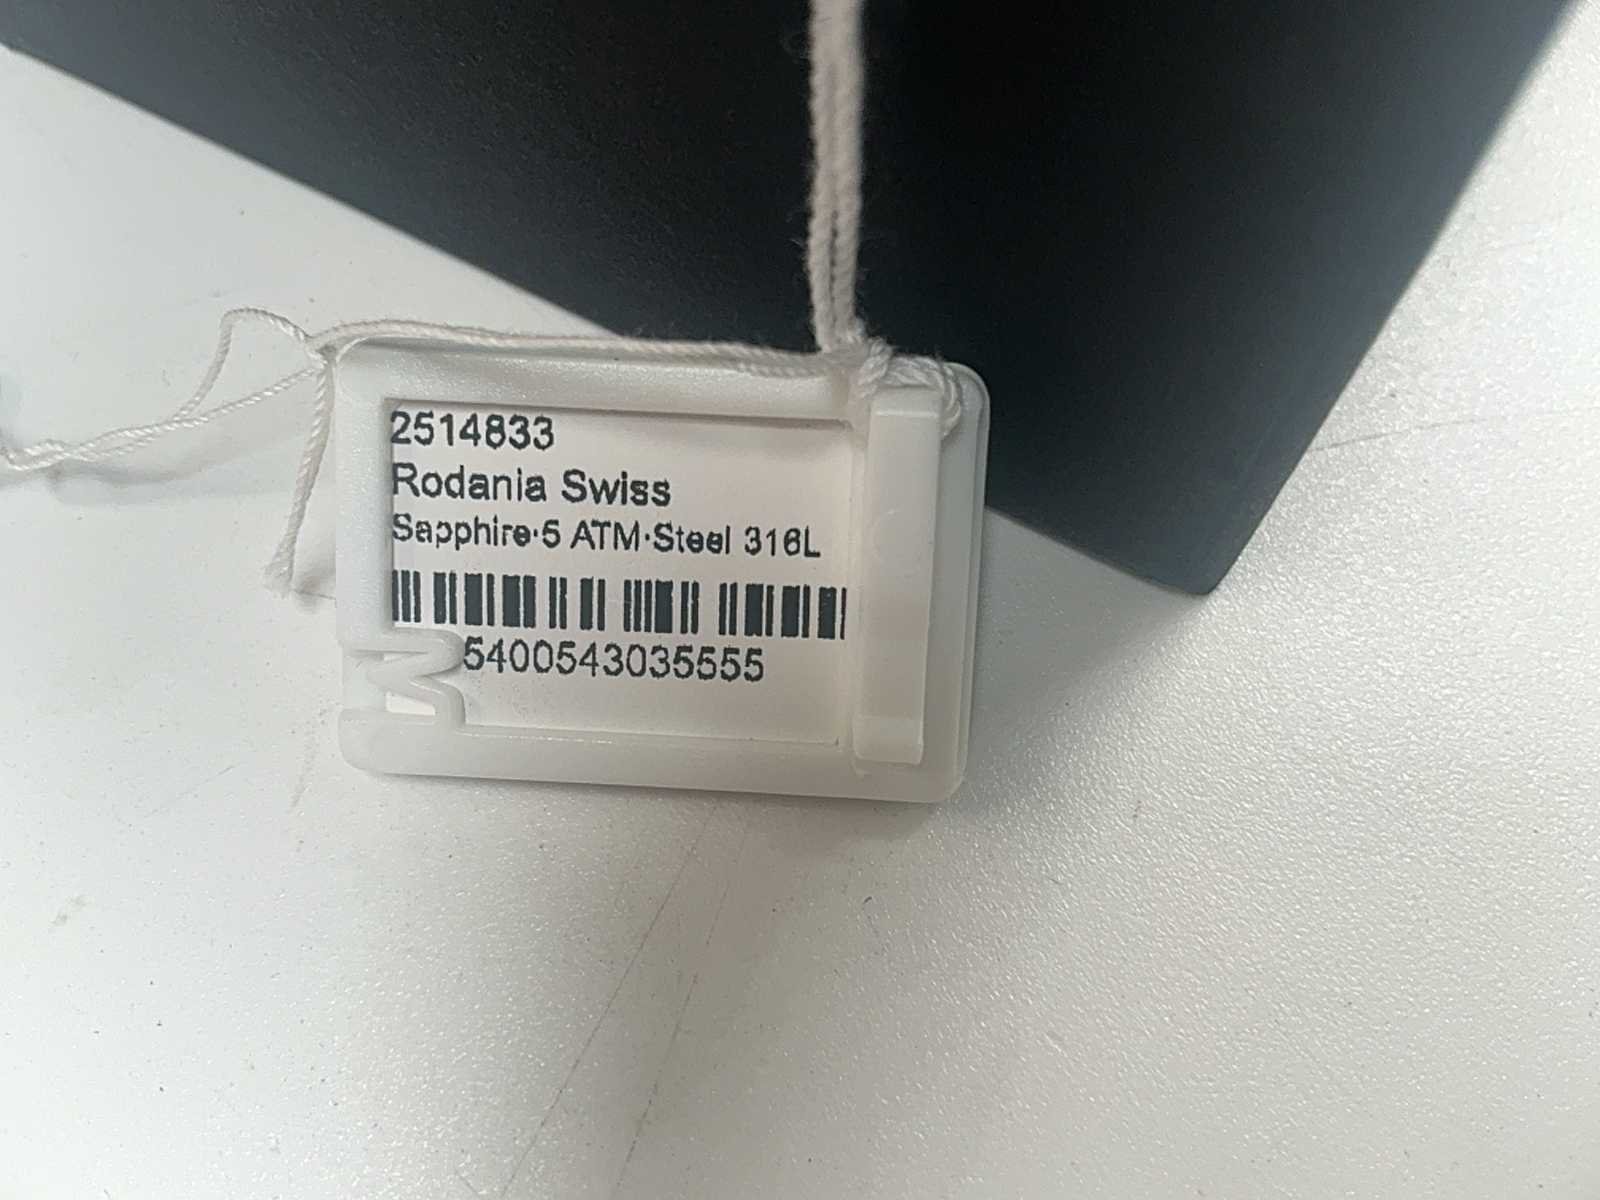 2514833
Rodania Swiss
Sapphire·5 ATM·Steel 316L
5400543035555